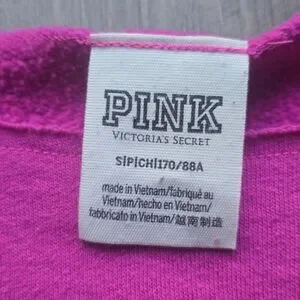 PINK
VICTORIA'S SECRET
S|P|CH|170/88A
made in Vietnam/fabriqué au
Vietnam/hecho en Vietnam/
fabbricato in Vietnam/越南制造